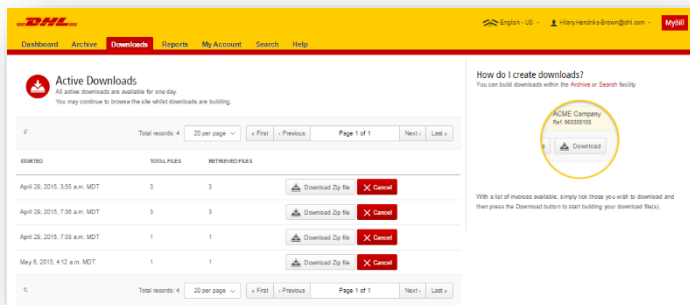 DHL
English - US
HilaryHendriks-Brown@dhl.com
MyBill
Dashboard Archive Downloads Reports My Account Search Help
Active Downloads
All active downloads are available for one day.
You may continue to browse the site whilst downloads are building.
Total records: 4 20 per page « First ‹ Previous Page 1 of 1 Next › Last »
STARTED TOTAL FILES RETRIEVED FILES
April 29, 2015, 3:55 a.m. MDT 3 3 Download Zip file Cancel
April 29, 2015, 7:36 a.m. MDT 3 3 Download Zip file Cancel
April 29, 2015, 7:38 a.m. MDT 1 1 Download Zip file Cancel
May 6, 2015, 4:12 a.m. MDT 1 1 Download Zip file Cancel
Total records: 4 20 per page « First ‹ Previous Page 1 of 1 Next › Last »
How do I create downloads?
You can build downloads within the Archive or Search facility
ACME Company
Ref. 960300150
Download
With a list of invoices available, simply tick those you wish to download and
then press the Download button to start building your download file(s)